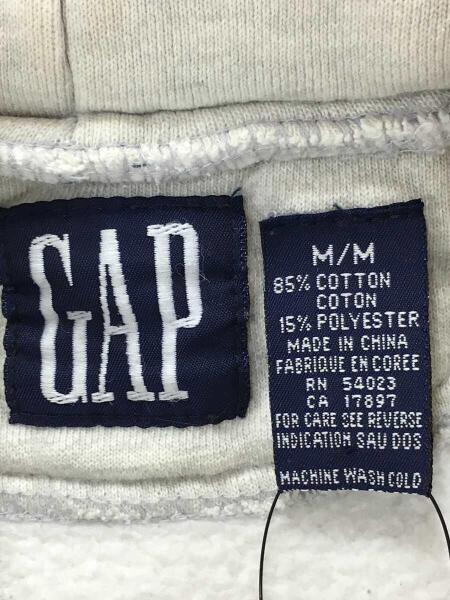 GAP
M/M
85% COTTON
COTON
15% POLYESTER
MADE IN CHINA
FABRIQUE EN COREE
RN 54023
CA 17897
FOR CARE SEE REVERSE
INDICATION SAU DOS
MACHINE WASH COLD